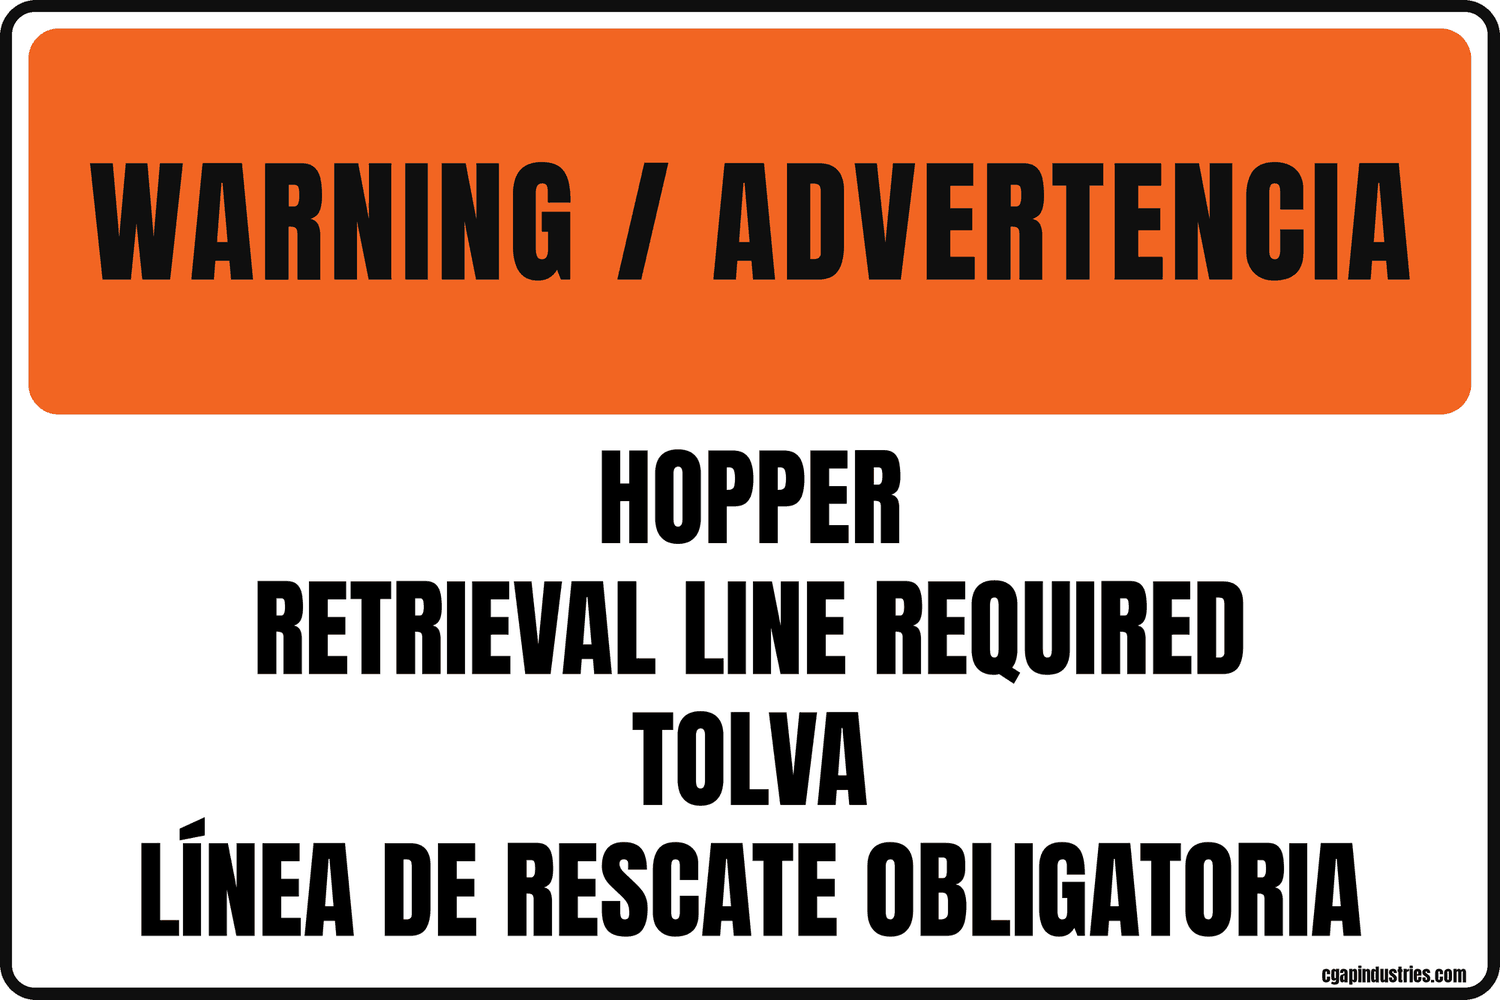 WARNING / ADVERTENCIA
HOPPER
RETRIEVAL LINE REQUIRED
TOLVA
LÍNEA DE RESCATE OBLIGATORIA
cgapindustries.com